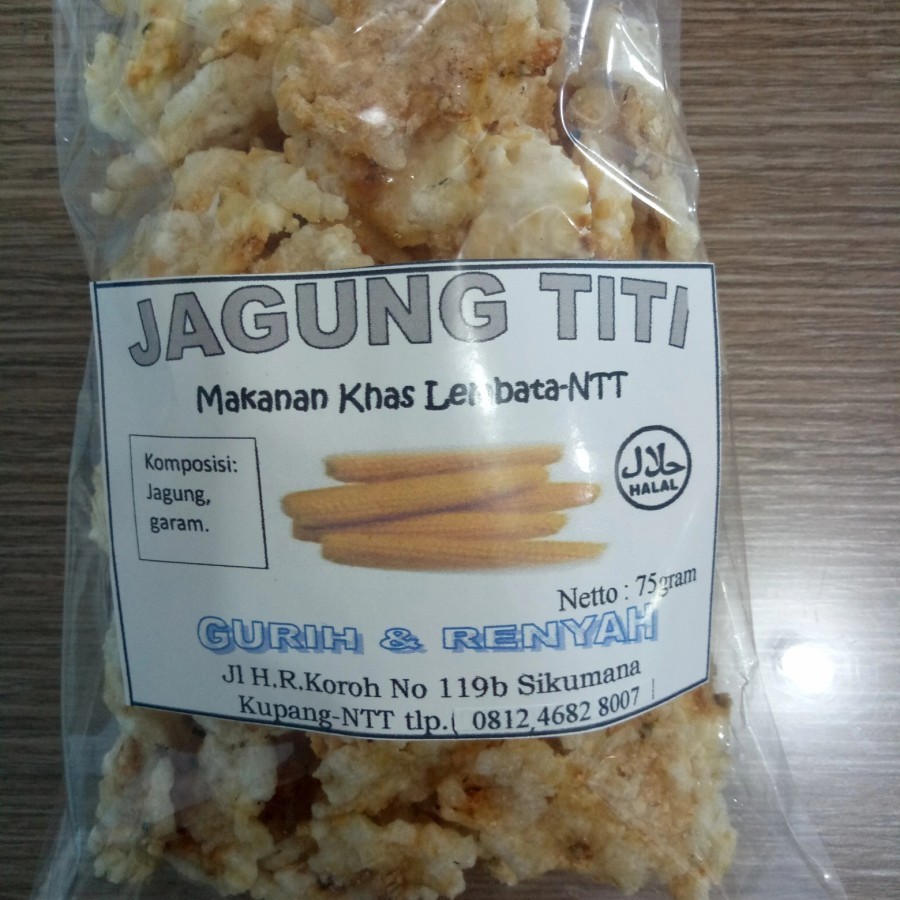 JAGUNG TITI
Makanan Khas Lembata-NTT
Komposisi:
Jagung,
garam.
حلال
HALAL
Netto : 75gram
GURIH & RENYAH
Jl H.R.Koroh No 119b Sikumana
Kupang-NTT tlp. 0812 4682 8007